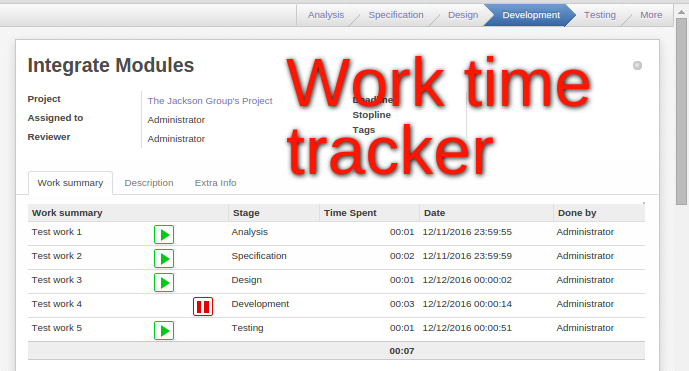 Analysis Specification Design Development Testing More
Integrate Modules
Work time
tracker
Project The Jackson Group's Project Deadline
Assigned to Administrator Stopline
Reviewer Administrator Tags
Work summary Description Extra Info
Work summary Stage Time Spent Date Done by
Test work 1 Analysis 00:01 12/11/2016 23:59:55 Administrator
Test work 2 Specification 00:02 12/11/2016 23:59:59 Administrator
Test work 3 Design 00:01 12/12/2016 00:00:02 Administrator
Test work 4 Development 00:03 12/12/2016 00:00:14 Administrator
Test work 5 Testing 00:01 12/12/2016 00:00:51 Administrator
00:07